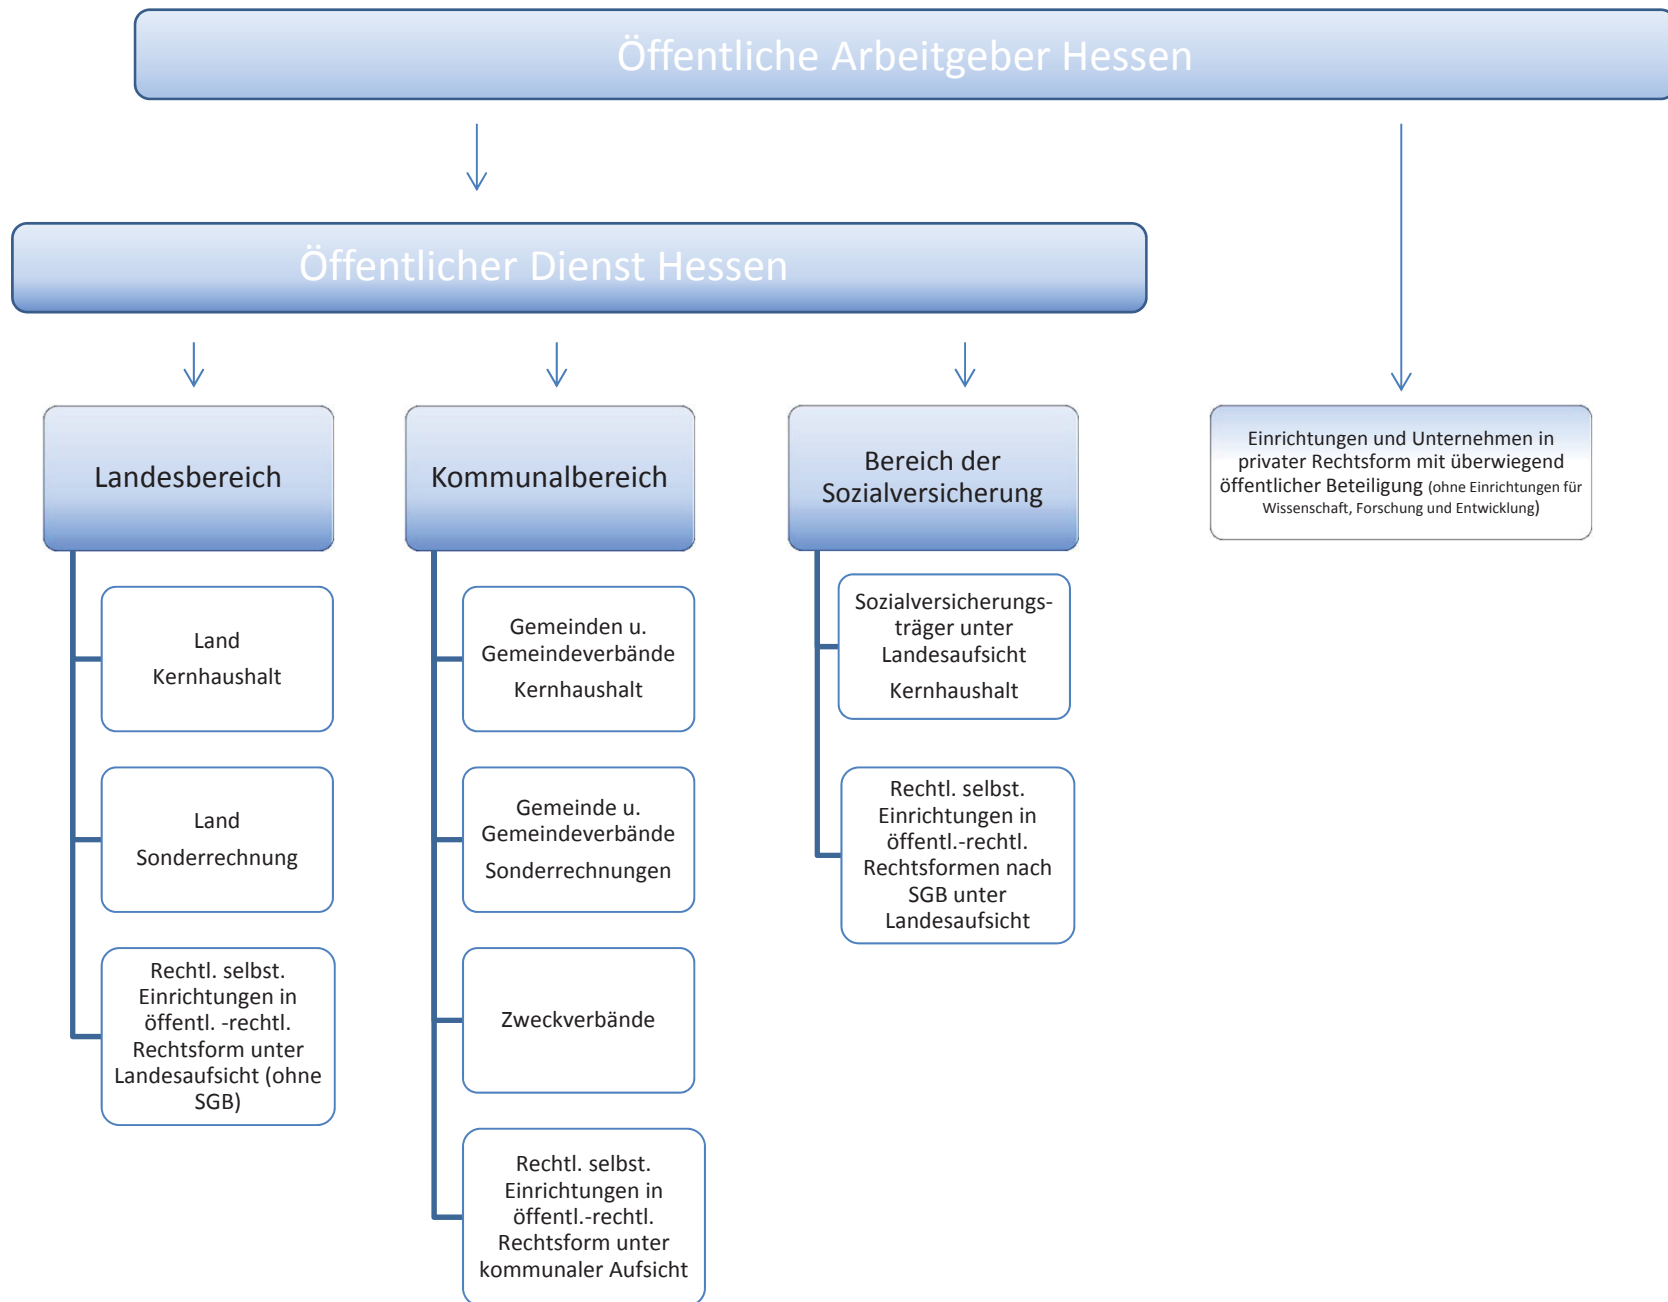 Öffentliche Arbeitgeber Hessen
Öffentlicher Dienst Hessen
Landesbereich
Land
Kernhaushalt
Land
Sonderrechnung
Rechtl. selbst.
Einrichtungen in
öffentl. -rechtl.
Rechtsform unter
Landesaufsicht (ohne
SGB)
Kommunalbereich
Gemeinden u.
Gemeindeverbände
Kernhaushalt
Gemeinde u.
Gemeindeverbände
Sonderrechnungen
Zweckverbände
Rechtl. selbst.
Einrichtungen in
öffentl.-rechtl.
Rechtsform unter
kommunaler Aufsicht
Bereich der
Sozialversicherung
Sozialversicherungs-
träger unter
Landesaufsicht
Kernhaushalt
Rechtl. selbst.
Einrichtungen in
öffentl.-rechtl.
Rechtsformen nach
SGB unter
Landesaufsicht
Einrichtungen und Unternehmen in
privater Rechtsform mit überwiegend
öffentlicher Beteiligung (ohne Einrichtungen für
Wissenschaft, Forschung und Entwicklung)